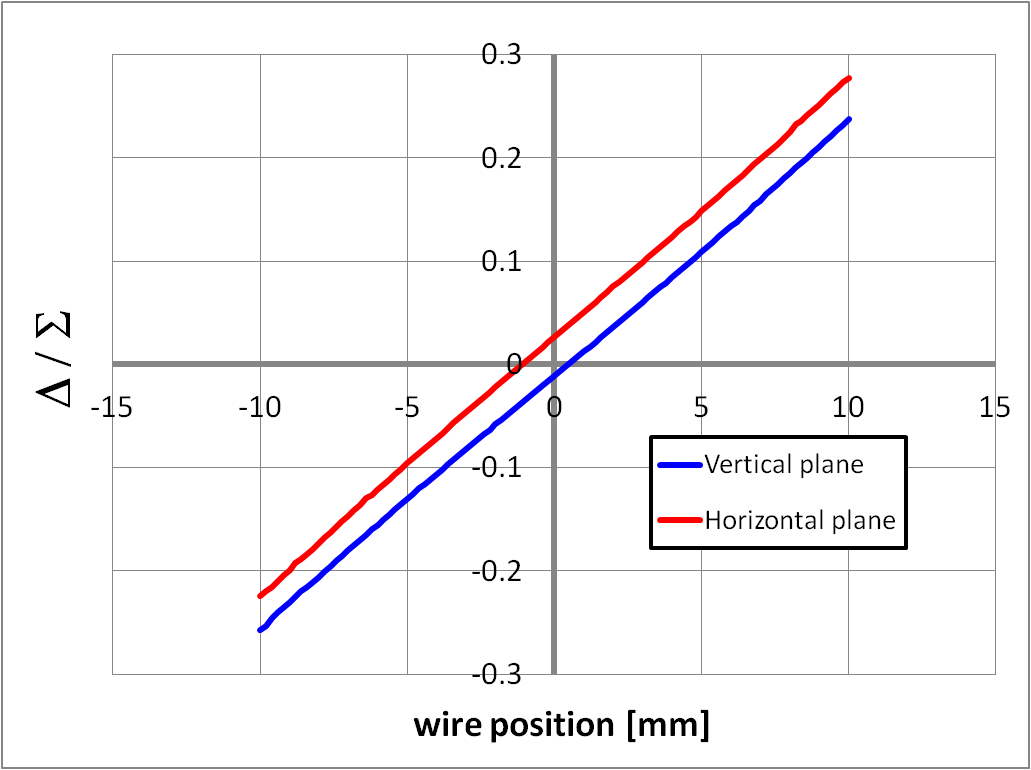 0.3
0.2
0.1
0
-15 -10 -5 0 5 10 15
-0.1
-0.2
-0.3
Δ / Σ
Vertical plane
Horizontal plane
wire position [mm]